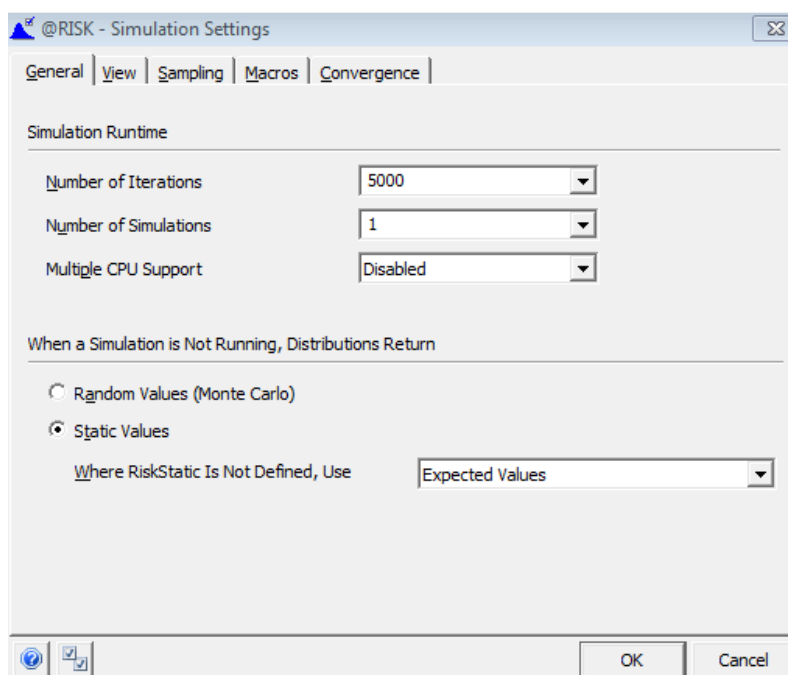 @RISK - Simulation Settings
General View Sampling Macros Convergence
Simulation Runtime
Number of Iterations 5000
Number of Simulations 1
Multiple CPU Support Disabled
When a Simulation is Not Running, Distributions Return
Random Values (Monte Carlo)
Static Values
Where RiskStatic Is Not Defined, Use Expected Values
OK Cancel